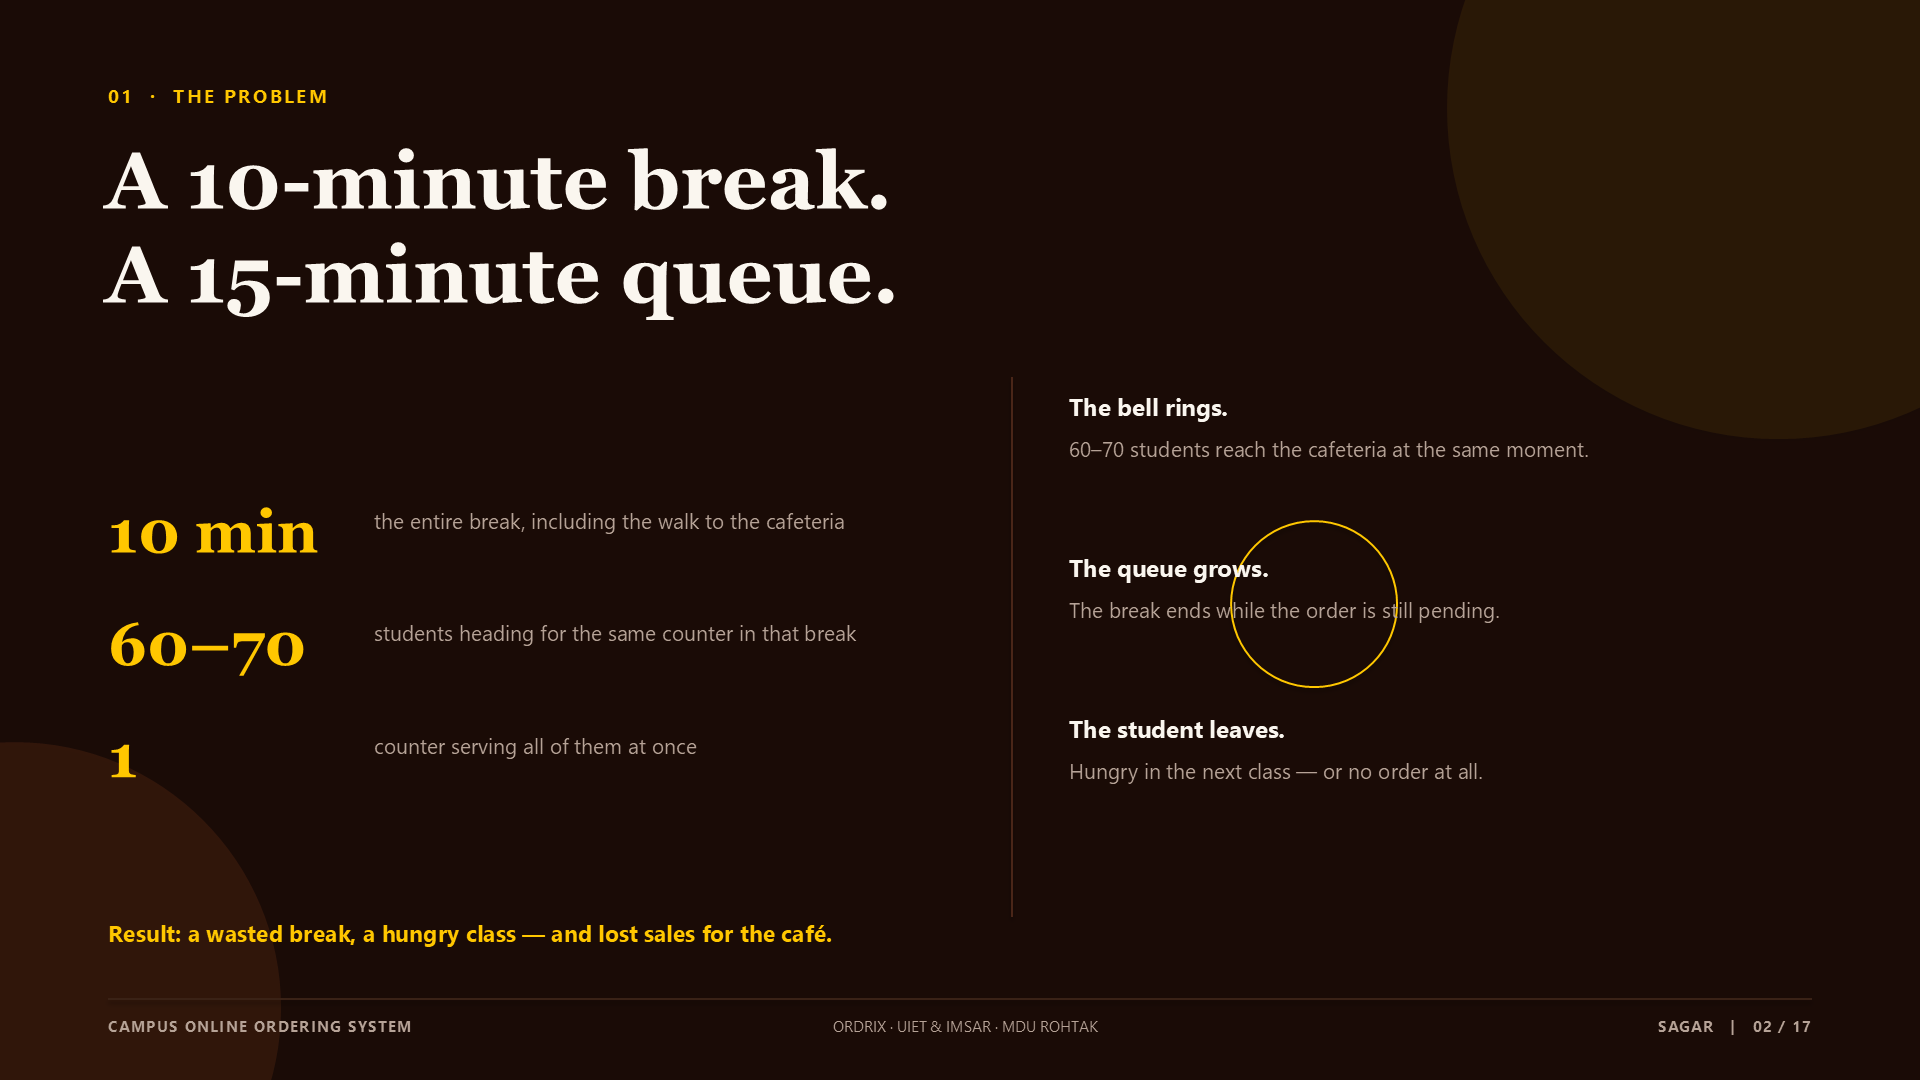 01 · THE PROBLEM
A 10-minute break.
A 15-minute queue.
10 min
the entire break, including the walk to the cafeteria
60–70
students heading for the same counter in that break
1
counter serving all of them at once
The bell rings.
60–70 students reach the cafeteria at the same moment.
The queue grows.
The break ends while the order is still pending.
The student leaves.
Hungry in the next class — or no order at all.
Result: a wasted break, a hungry class — and lost sales for the café.
CAMPUS ONLINE ORDERING SYSTEM
ORDRIX · UIET & IMSAR · MDU ROHTAK
SAGAR | 02 / 17